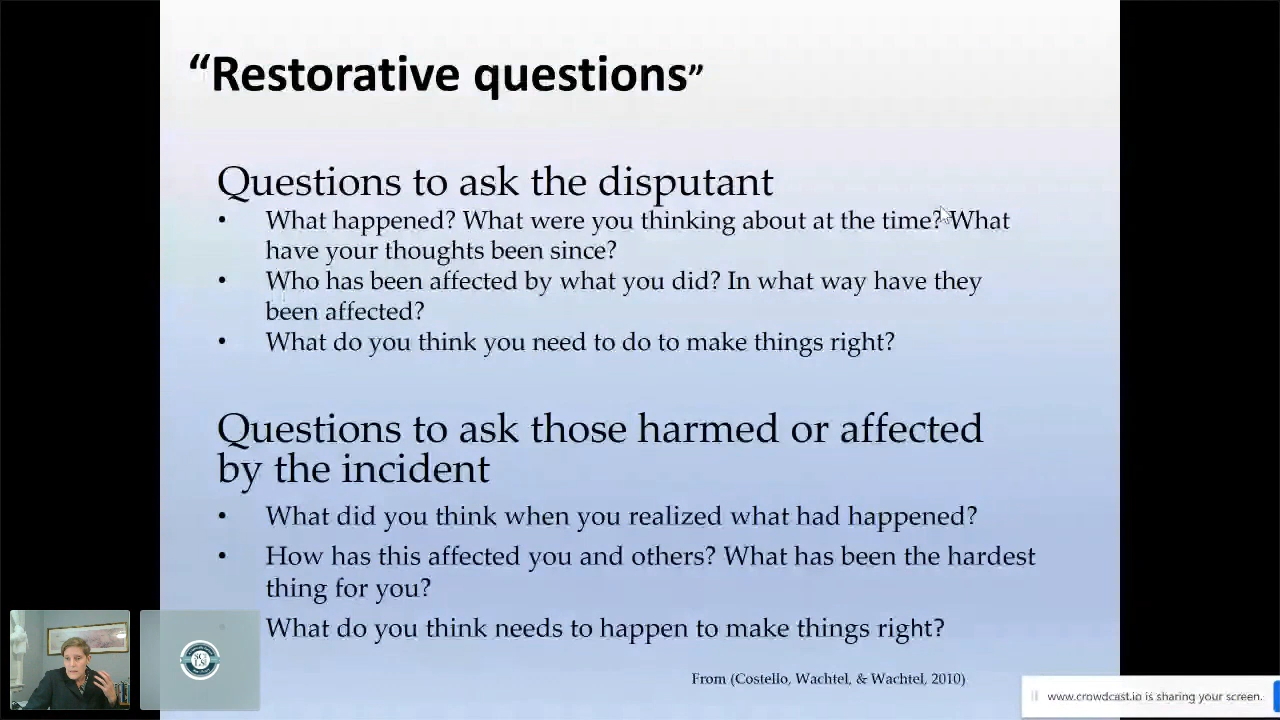 “Restorative questions”
Questions to ask the disputant
• What happened? What were you thinking about at the time? What
have your thoughts been since?
• Who has been affected by what you did? In what way have they
been affected?
• What do you think you need to do to make things right?
Questions to ask those harmed or affected
by the incident
• What did you think when you realized what had happened?
• How has this affected you and others? What has been the hardest
thing for you?
• What do you think needs to happen to make things right?
From (Costello, Wachtel, & Wachtel, 2010)
www.crowdcast.io is sharing your screen.